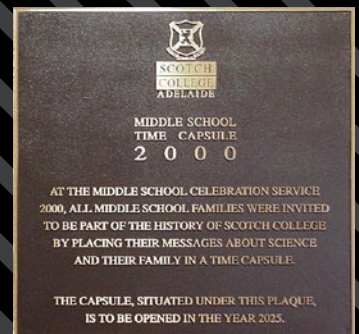 SCOTCH
COLLEGE
ADELAIDE
MIDDLE SCHOOL
TIME CAPSULE
2000
AT THE MIDDLE SCHOOL CELEBRATION SERVICE
2000, ALL MIDDLE SCHOOL FAMILIES WERE INVITED
TO BE PART OF THE HISTORY OF SCOTCH COLLEGE
BY PLACING THEIR MESSAGES ABOUT SCIENCE
AND THEIR FAMILY IN A TIME CAPSULE.
THE CAPSULE, SITUATED UNDER THIS PLAQUE,
IS TO BE OPENED IN THE YEAR 2025.